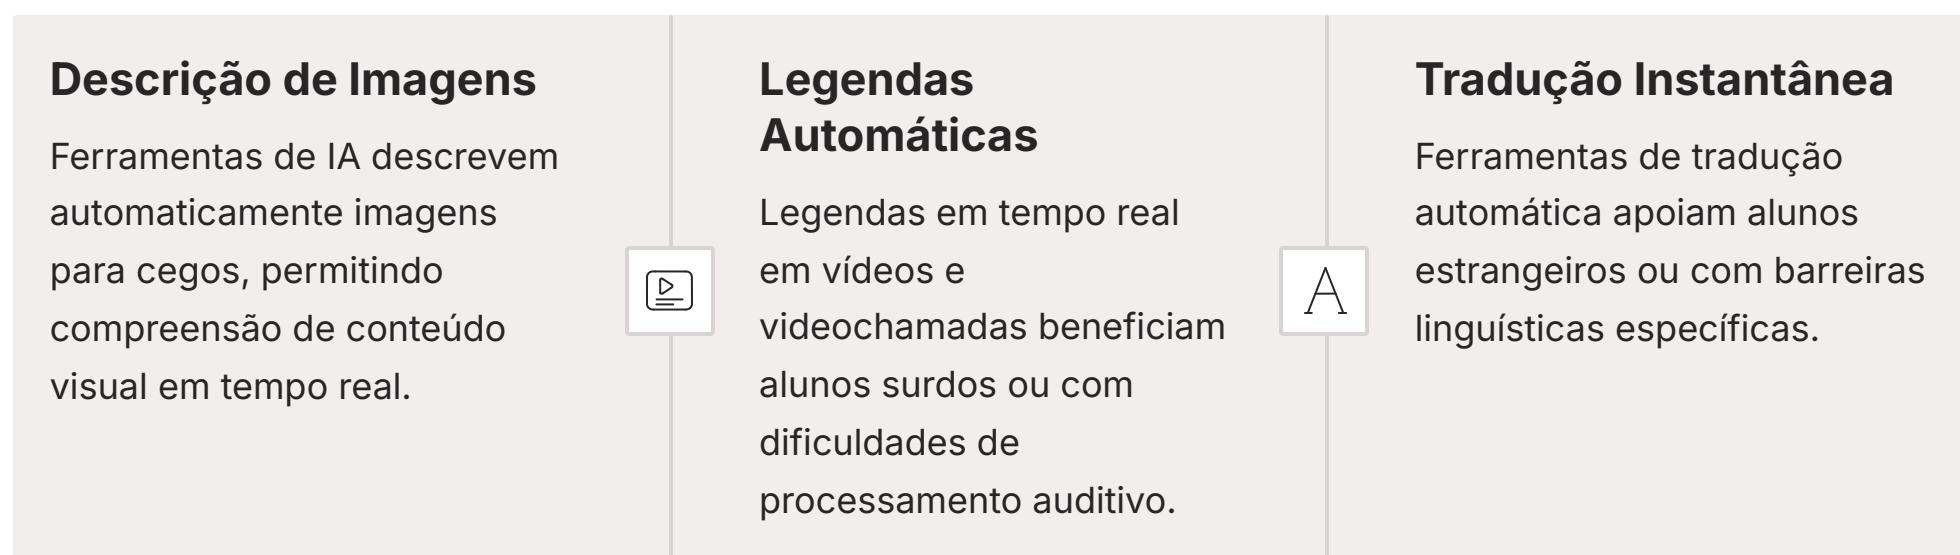 Descrição de Imagens
Ferramentas de IA descrevem
automaticamente imagens
para cegos, permitindo
compreensão de conteúdo
visual em tempo real.
Legendas
Automáticas
Legendas em tempo real
em vídeos e
videochamadas beneficiam
alunos surdos ou com
dificuldades de
processamento auditivo.
A
Tradução Instantânea
Ferramentas de tradução
automática apoiam alunos
estrangeiros ou com barreiras
linguísticas específicas.